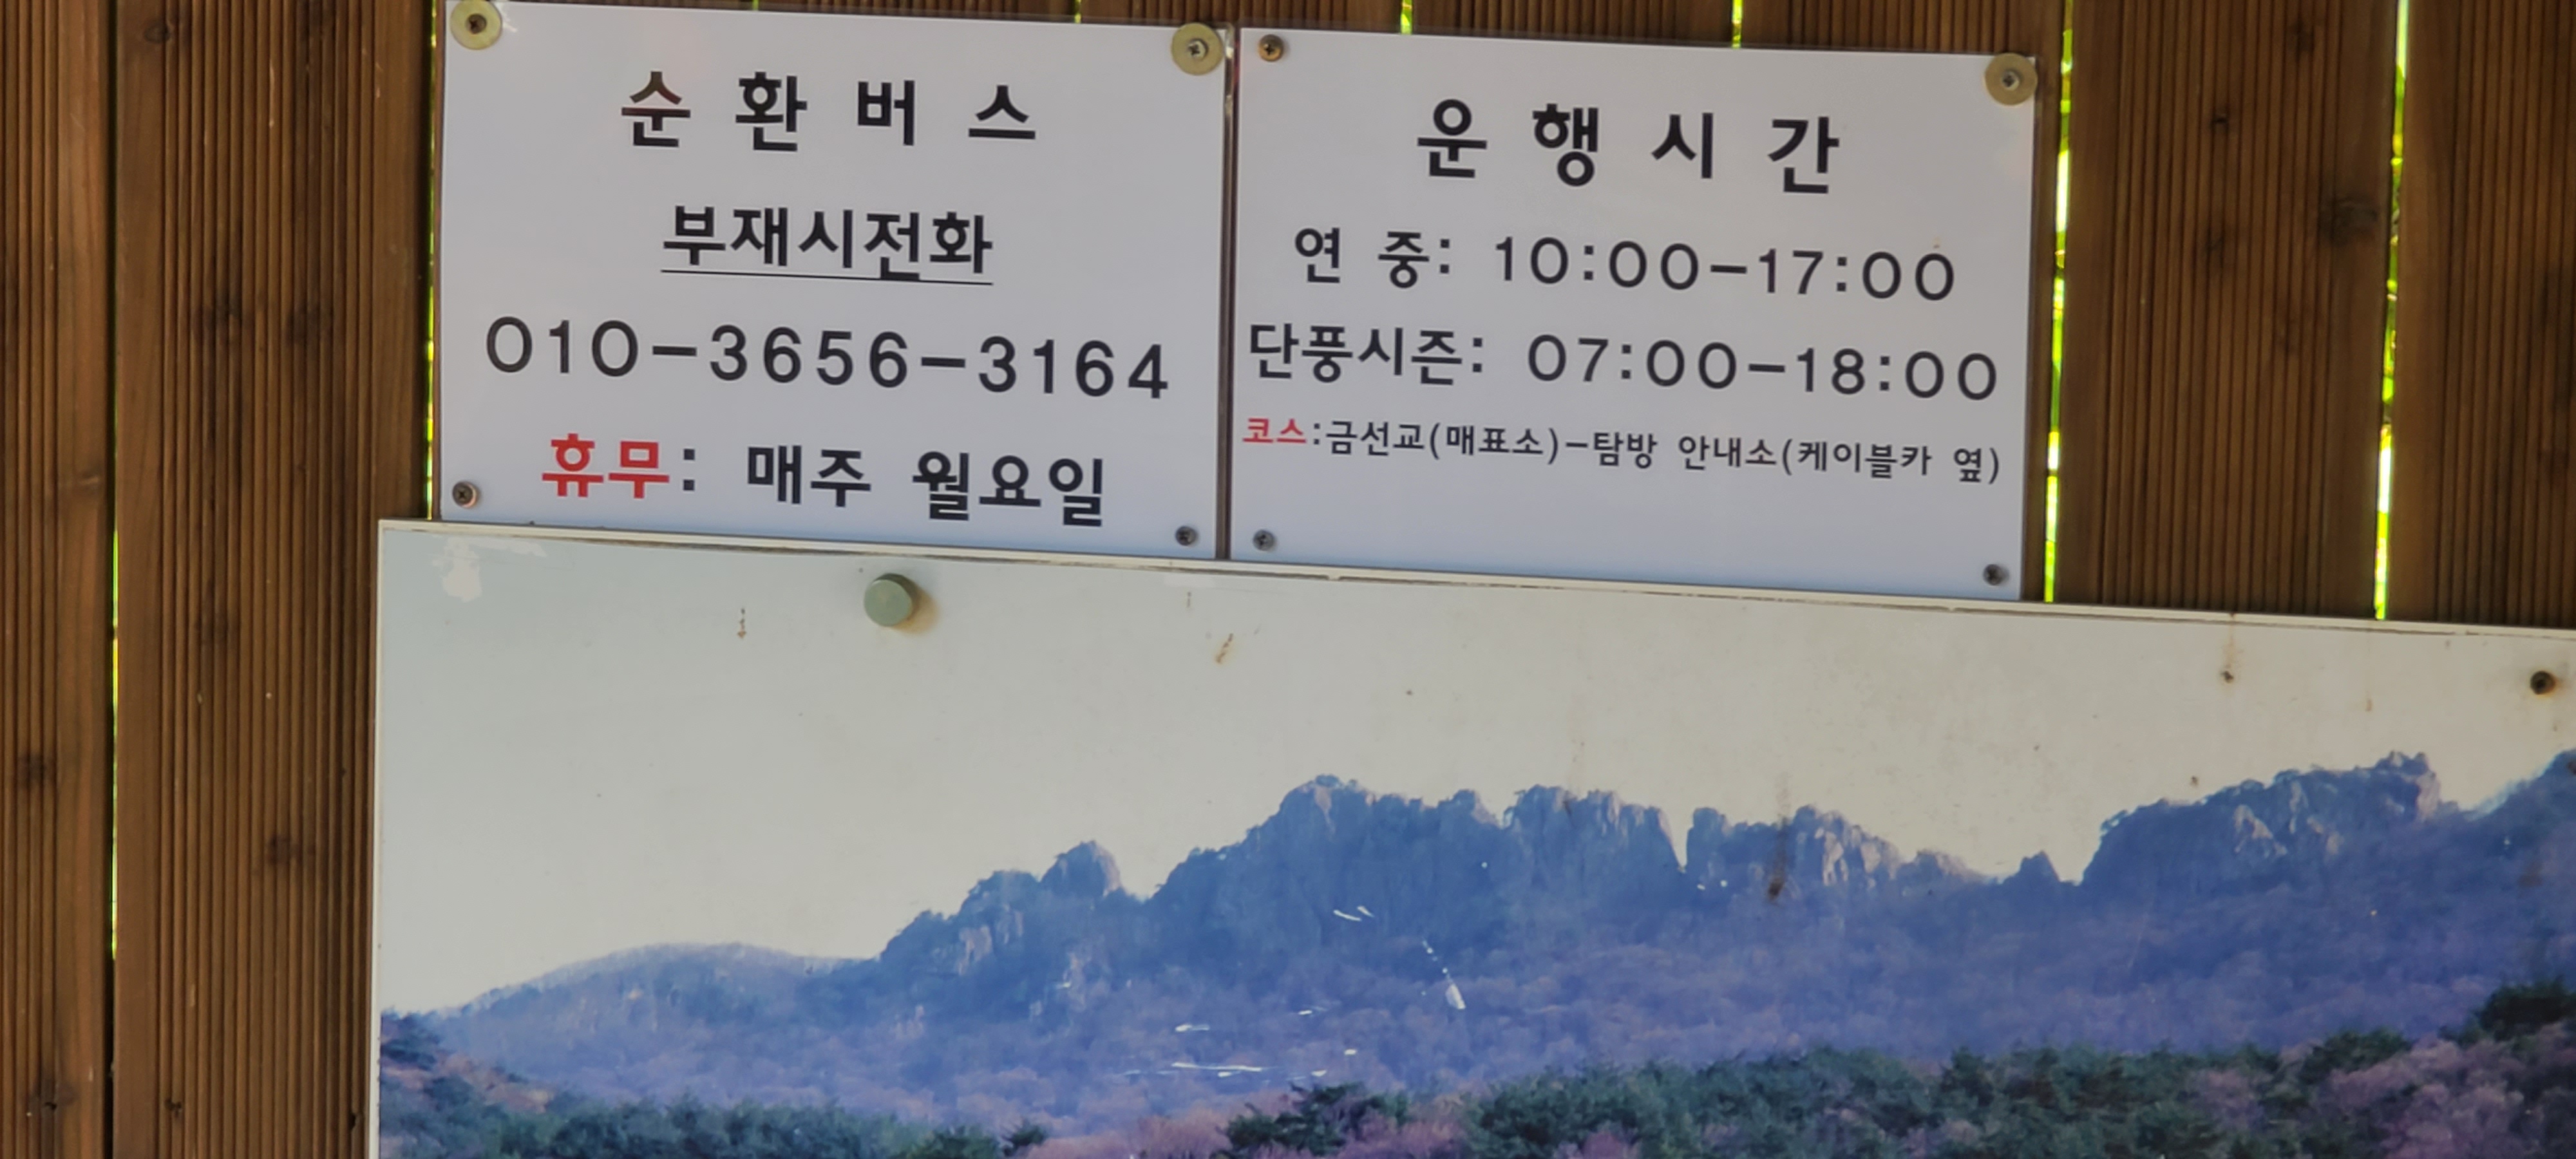 순 환 버 스
부재시전화
010-3656-3164
휴무: 매주 월요일
운 행 시 간
연 중: 10:00-17:00
단풍시즌: 07:00-18:00
코스:금선교(매표소)-탐방 안내소(케이블카 옆)